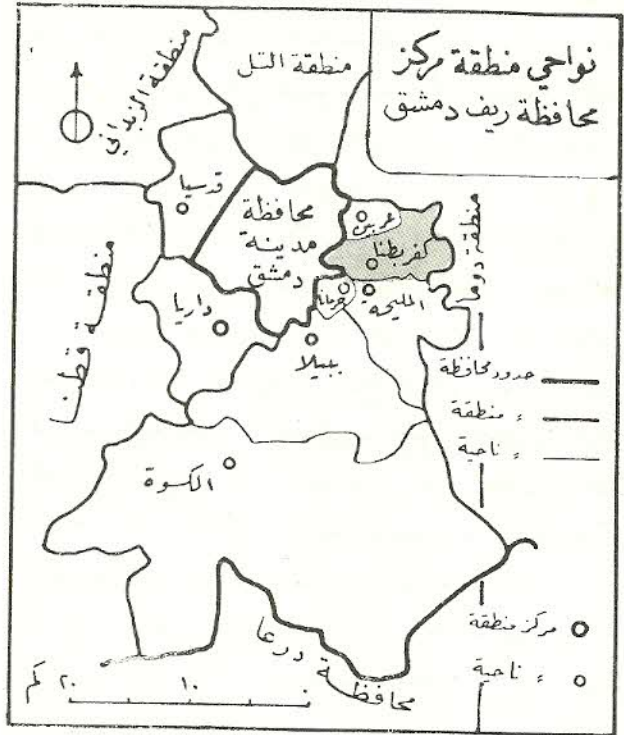 نواحي منطقة مركز
محافظة ريف دمشق
منطقة التل
منطقة الزبداني
قدسيا
محافظة
مدينة
دمشق
عربين
كفربطنا
جرمانا
المليحة
منطقة دوما
داريا
ببيلا
منطقة قطنا
الكسوة
حدود محافظة
؞ منطقة
؞ ناحية
مركز منطقة
؞ ناحية
محافظة درعا
٢٠ ١٠ كم